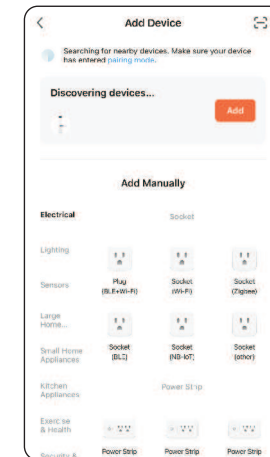 Add Device
Searching for nearby devices. Make sure your device
has entered pairing mode.
Discovering devices...
Add
Add Manually
Electrical
Socket
Lighting
Plug
(BLE+Wi-Fi)
Socket
(Wi-Fi)
Socket
(Zigbee)
Sensors
Large
Home...
Socket
(BLE)
Socket
(NB-IoT)
Socket
(other)
Small Home
Appliances
Kitchen
Appliances
Power Strip
Exercise
& Health
Power Strip
Power Strip
Power Strip
Security &